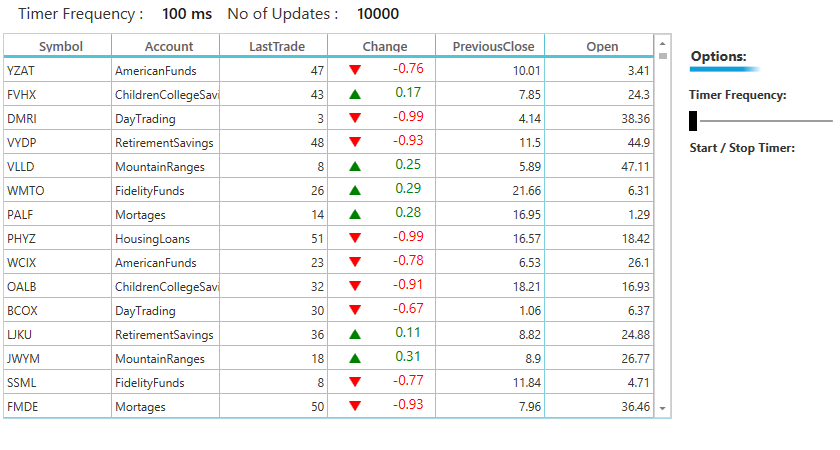 Timer Frequency : 100 ms No of Updates : 10000
Symbol Account LastTrade Change PreviousClose Open
YZAT AmericanFunds 47 -0.76 10.01 3.41
FVHX ChildrenCollegeSavi 43 0.17 7.85 24.3
DMRI DayTrading 3 -0.99 4.14 38.36
VYDP RetirementSavings 48 -0.93 11.5 44.9
VLLD MountainRanges 8 0.25 5.89 47.11
WMTO FidelityFunds 26 0.29 21.66 6.31
PALF Mortages 14 0.28 16.95 1.29
PHYZ HousingLoans 51 -0.99 16.57 18.42
WCIX AmericanFunds 23 -0.78 6.53 26.1
OALB ChildrenCollegeSavi 32 -0.91 18.21 16.93
BCOX DayTrading 30 -0.67 1.06 6.37
LJKU RetirementSavings 36 0.11 8.82 24.88
JWYM MountainRanges 18 0.31 8.9 26.77
SSML FidelityFunds 8 -0.77 11.84 4.71
FMDE Mortages 50 -0.93 7.96 36.46
Options:
Timer Frequency:
Start / Stop Timer: